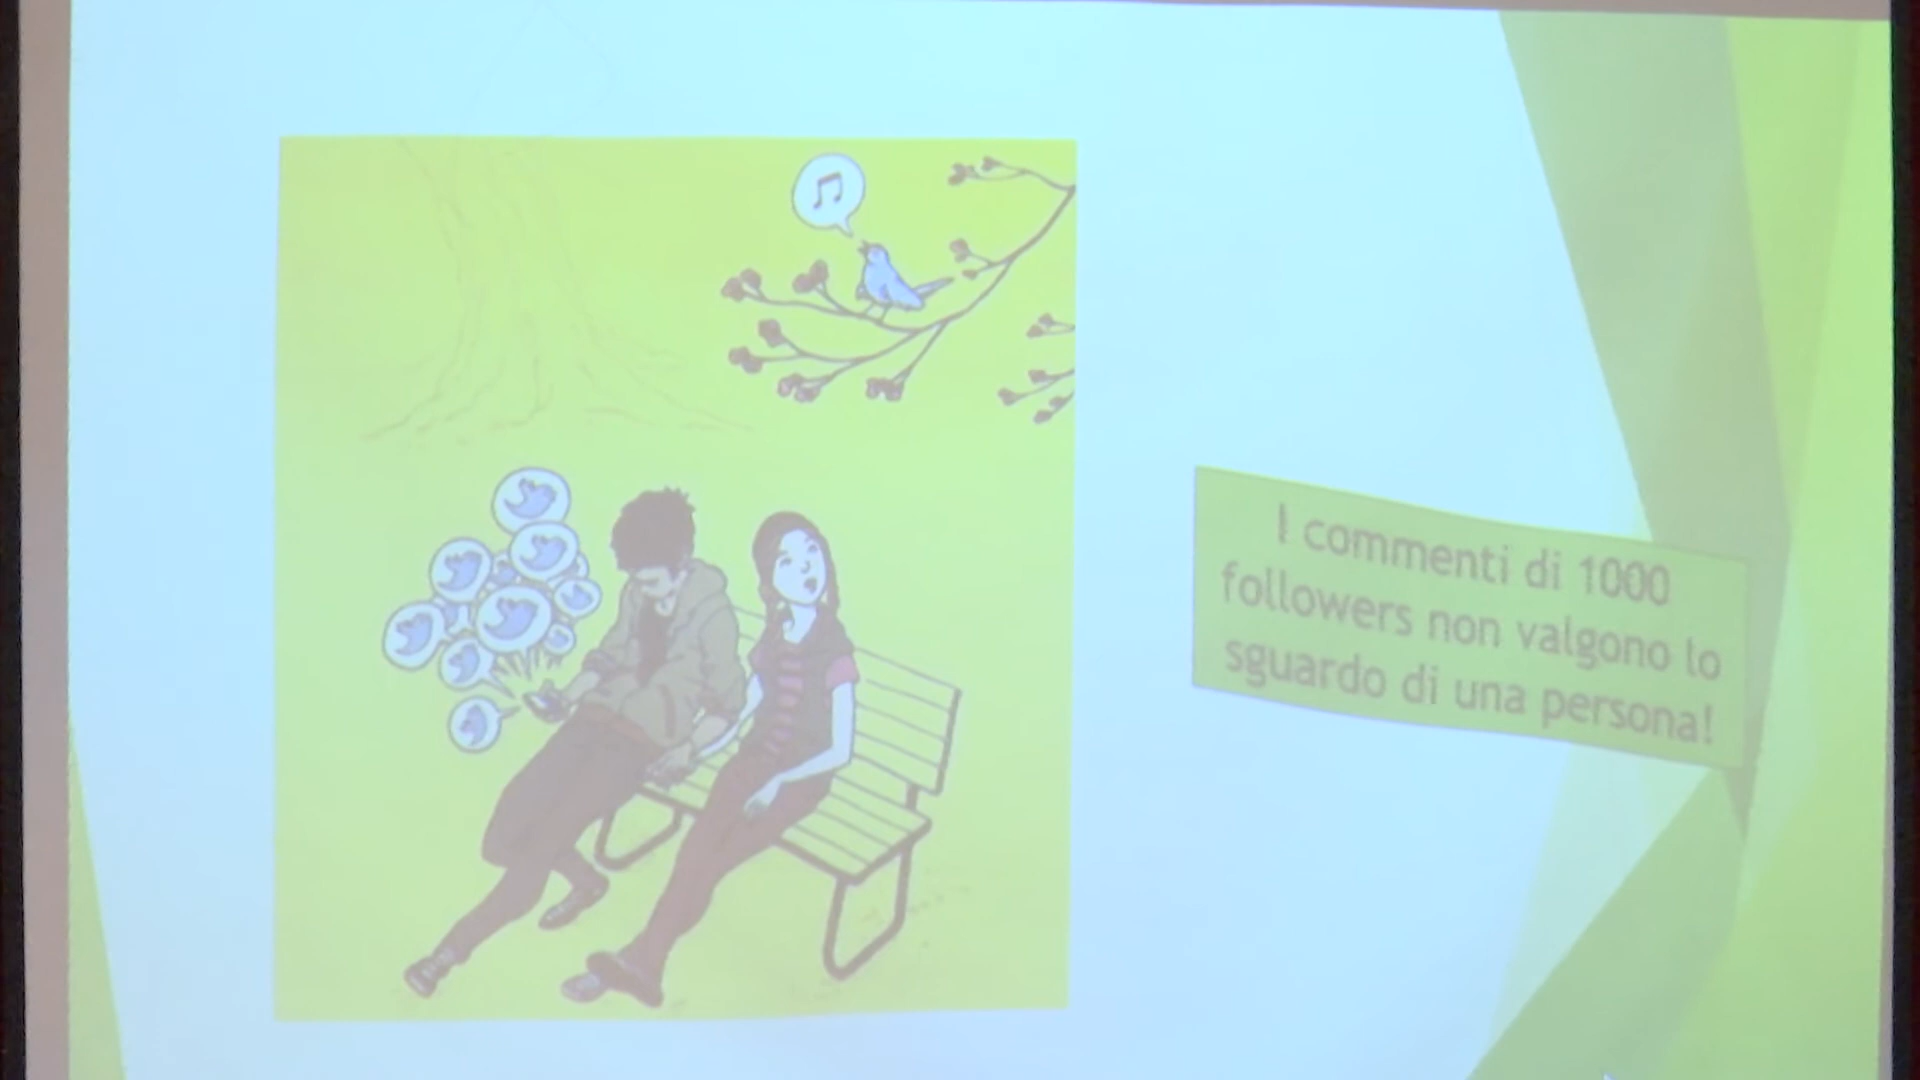 I commenti di 1000
followers non valgono lo
sguardo di una persona!